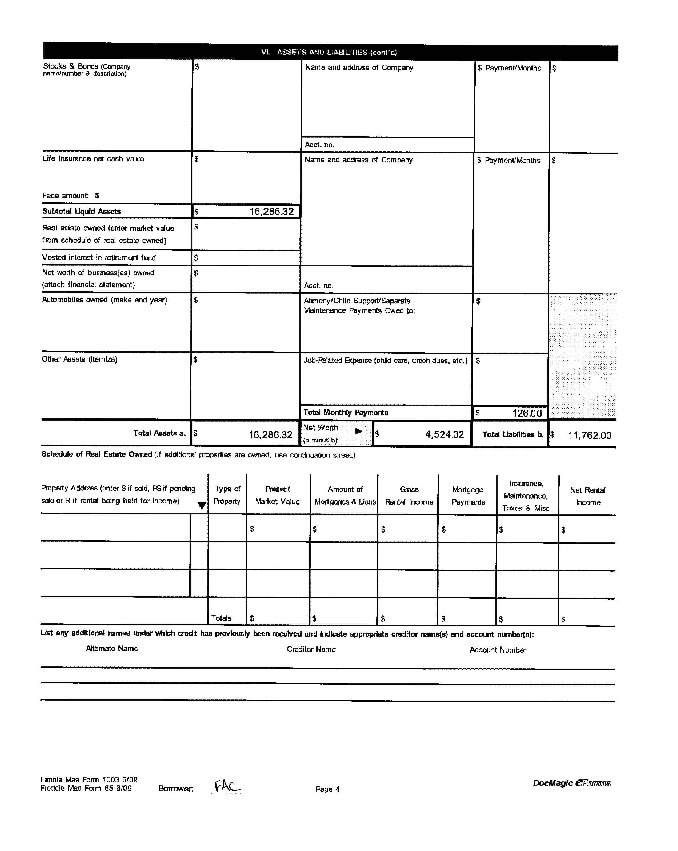 VI. ASSETS AND LIABILITIES (cont'd)
Stocks & Bonds (Company $ Name and address of Company $ Payment/Months $
name/number & description)
Acct. no.
Life insurance net cash value $ Name and address of Company $ Payment/Months $
Face amount: $
Subtotal Liquid Assets $ 16,286.32
Real estate owned (enter market value $
from schedule of real estate owned)
Vested interest in retirement fund $
Net worth of business(es) owned $
(attach financial statement) Acct. no.
Automobiles owned (make and year) $ Alimony/Child Support/Separate $
Maintenance Payments Owed to:
Other Assets (itemize) $ Job-Related Expense (child care, union dues, etc.) $
Total Monthly Payments $ 126.00
Total Assets a. $ 16,286.32 Net Worth (a minus b) $ 4,524.32 Total Liabilities b. $ 11,762.00
Schedule of Real Estate Owned (If additional properties are owned, use continuation sheet.)
Property Address (enter S if sold, PS if pending
sale or R if rental being held for income)
Type of Property
Present Market Value
Amount of Mortgages & Liens
Gross Rental Income
Mortgage Payments
Insurance, Maintenance, Taxes & Misc.
Net Rental Income
$ $ $ $ $ $
Totals $ $ $ $ $ $
List any additional names under which credit has previously been received and indicate appropriate creditor name(s) and account number(s):
Alternate Name Creditor Name Account Number
Fannie Mae Form 1003 6/09
Freddie Mac Form 65 6/09 Borrower: FAC Page 4
DocMagic eForms